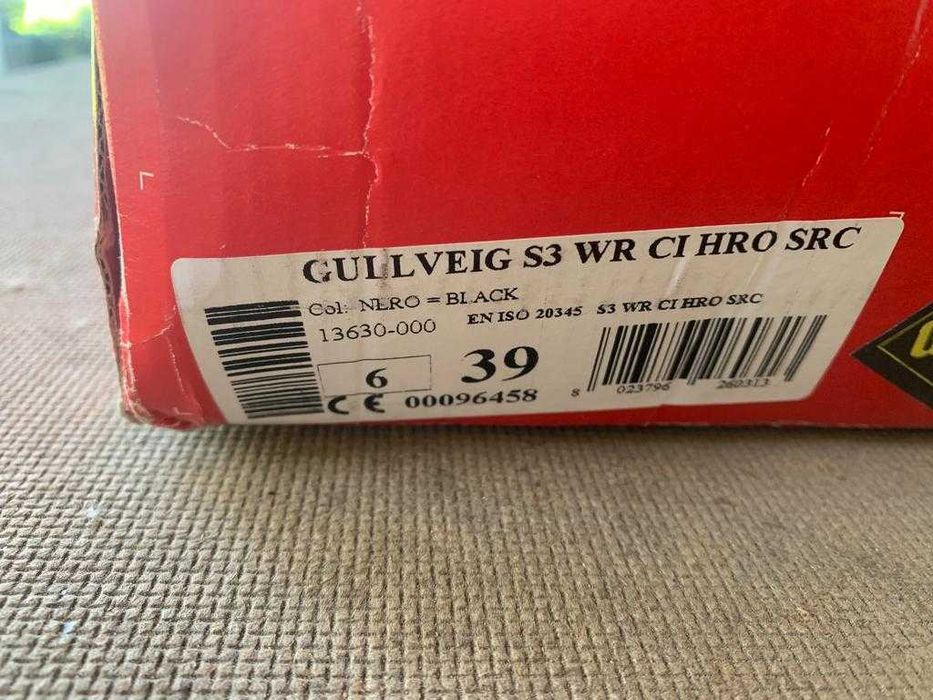 GULLVEIG S3 WR CI HRO SRC
Col: NERO = BLACK
13630-000 EN ISO 20345 S3 WR CI HRO SRC
6 39
CE 00096458
8 023796 260313